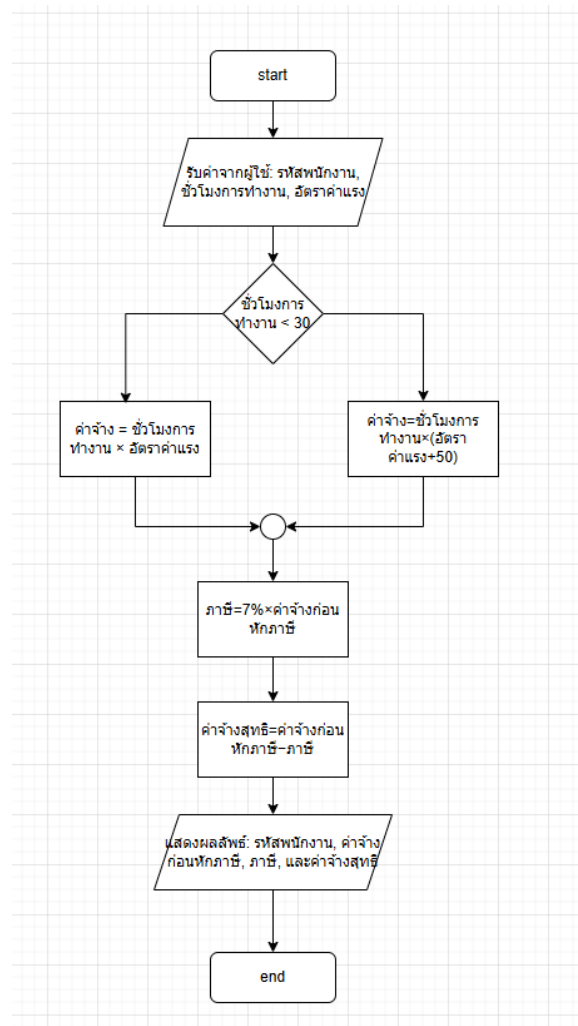 start
รับค่าจากผู้ใช้: รหัสพนักงาน,
ชั่วโมงการทำงาน, อัตราค่าแรง
ชั่วโมงการ
ทำงาน < 30
ค่าจ้าง = ชั่วโมงการ
ทำงาน × อัตราค่าแรง
ค่าจ้าง=ชั่วโมงการ
ทำงาน×(อัตรา
ค่าแรง+50)
ภาษี=7%×ค่าจ้างก่อน
หักภาษี
ค่าจ้างสุทธิ=ค่าจ้างก่อน
หักภาษี−ภาษี
แสดงผลลัพธ์: รหัสพนักงาน, ค่าจ้าง
ก่อนหักภาษี, ภาษี, และค่าจ้างสุทธิ
end